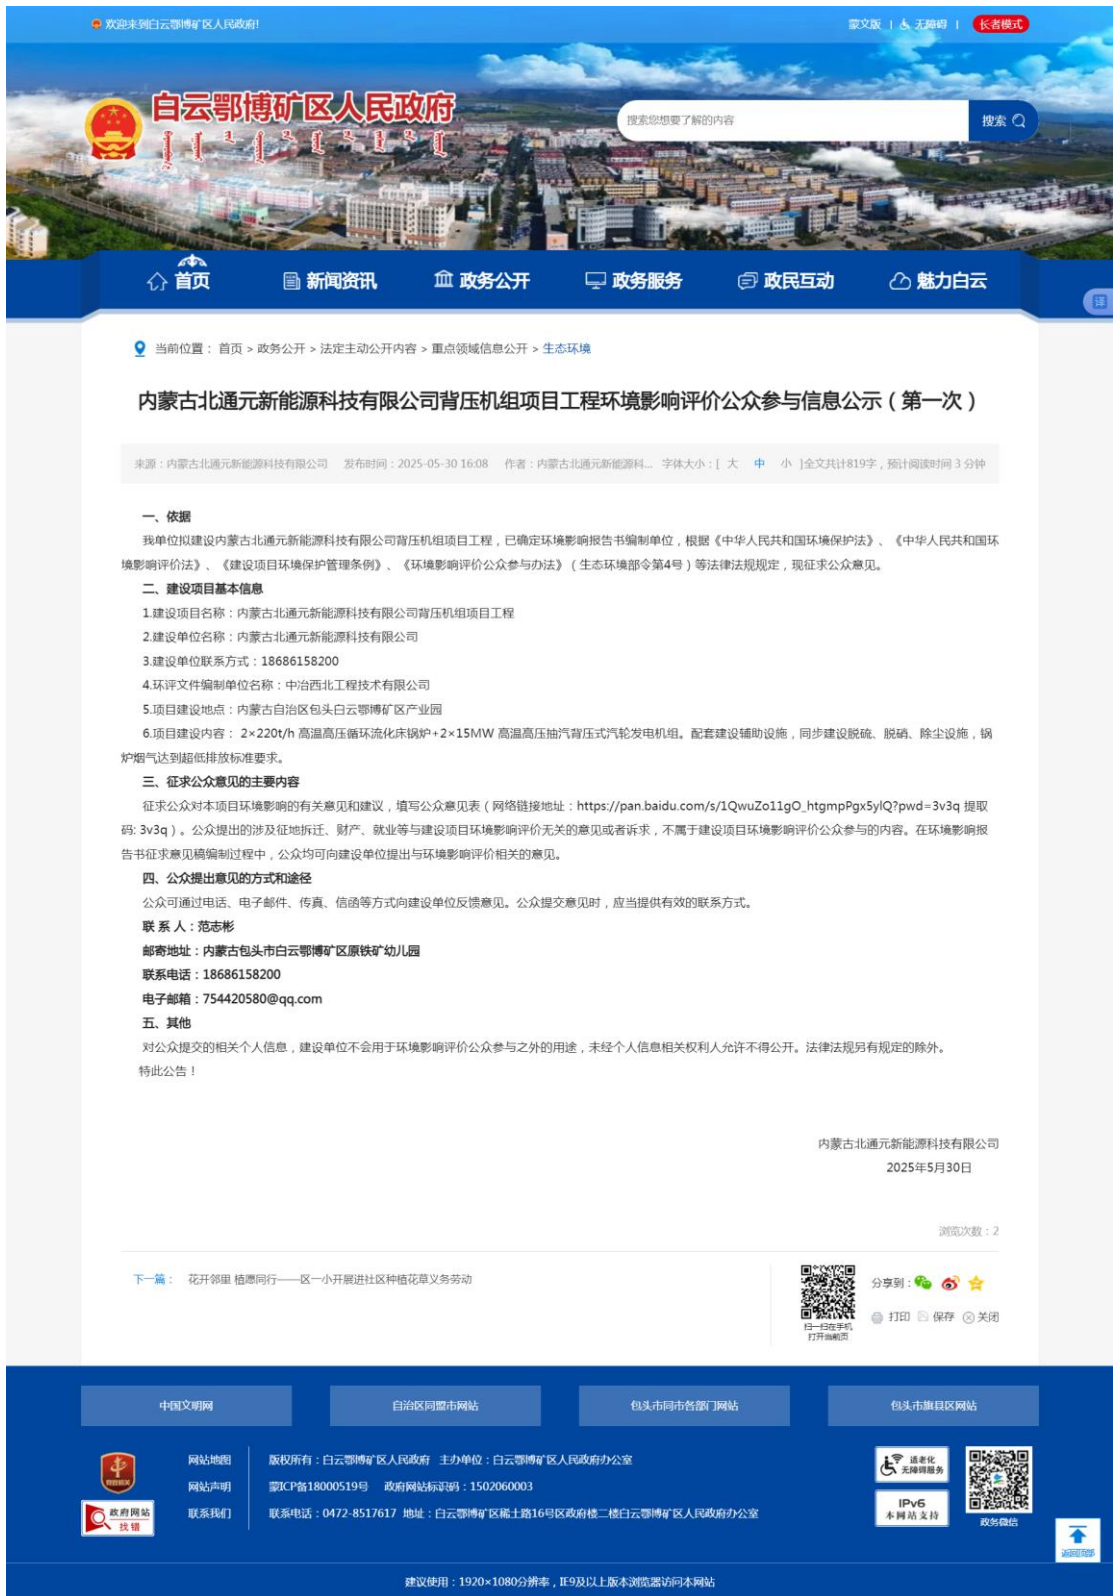 欢迎来到白云鄂博矿区人民政府!
蒙文版 | 无障碍 | 长者模式
白云鄂博矿区人民政府
搜索您想要了解的内容
搜索
首页 新闻资讯 政务公开 政务服务 政民互动 魅力白云
译
当前位置： 首页 > 政务公开 > 法定主动公开内容 > 重点领域信息公开 > 生态环境
内蒙古北通元新能源科技有限公司背压机组项目工程环境影响评价公众参与信息公示（第一次）
来源：内蒙古北通元新能源科技有限公司 发布时间：2025-05-30 16:08 作者：内蒙古北通元新能源科... 字体大小：[ 大 中 小 ]全文共计819字，预计阅读时间 3 分钟
一、依据
我单位拟建设内蒙古北通元新能源科技有限公司背压机组项目工程，已确定环境影响报告书编制单位，根据《中华人民共和国环境保护法》、《中华人民共和国环
境影响评价法》、《建设项目环境保护管理条例》、《环境影响评价公众参与办法》（生态环境部令第4号）等法律法规规定，现征求公众意见。
二、建设项目基本信息
1.建设项目名称：内蒙古北通元新能源科技有限公司背压机组项目工程
2.建设单位名称：内蒙古北通元新能源科技有限公司
3.建设单位联系方式：18686158200
4.环评文件编制单位名称：中冶西北工程技术有限公司
5.项目建设地点：内蒙古自治区包头白云鄂博矿区产业园
6.项目建设内容： 2×220t/h 高温高压循环流化床锅炉+2×15MW 高温高压抽汽背压式汽轮发电机组。配套建设辅助设施，同步建设脱硫、脱硝、除尘设施，锅
炉烟气达到超低排放标准要求。
三、征求公众意见的主要内容
征求公众对本项目环境影响的有关意见和建议，填写公众意见表（网络链接地址：https://pan.baidu.com/s/1QwuZo11gO_htgmpPgx5ylQ?pwd=3v3q 提取
码: 3v3q ）。公众提出的涉及征地拆迁、财产、就业等与建设项目环境影响评价无关的意见或者诉求，不属于建设项目环境影响评价公众参与的内容。在环境影响报
告书征求意见稿编制过程中，公众均可向建设单位提出与环境影响评价相关的意见。
四、公众提出意见的方式和途径
公众可通过电话、电子邮件、传真、信函等方式向建设单位反馈意见。公众提交意见时，应当提供有效的联系方式。
联 系 人：范志彬
邮寄地址：内蒙古包头市白云鄂博矿区原铁矿幼儿园
联系电话：18686158200
电子邮箱：754420580@qq.com
五、其他
对公众提交的相关个人信息，建设单位不会用于环境影响评价公众参与之外的用途，未经个人信息相关权利人允许不得公开。法律法规另有规定的除外。
特此公告！
内蒙古北通元新能源科技有限公司
2025年5月30日
浏览次数：2
下一篇： 花开邻里 植愿同行——区一小开展进社区种植花草义务劳动
分享到：
扫一扫在手机
打开当前页
打印 保存 关闭
中国文明网 自治区同盟市网站 包头市同市各部门网站 包头市旗县区网站
网站地图
网站声明
联系我们
政府网站
找错
版权所有：白云鄂博矿区人民政府 主办单位：白云鄂博矿区人民政府办公室
蒙ICP备18000519号 政府网站标识码：1502060003
联系电话：0472-8517617 地址：白云鄂博矿区稀土路16号区政府楼二楼白云鄂博矿区人民政府办公室
适老化
无障碍服务
IPv6
本网站支持
政务微信
返回顶部
建议使用：1920×1080分辨率，IE9及以上版本浏览器访问本网站